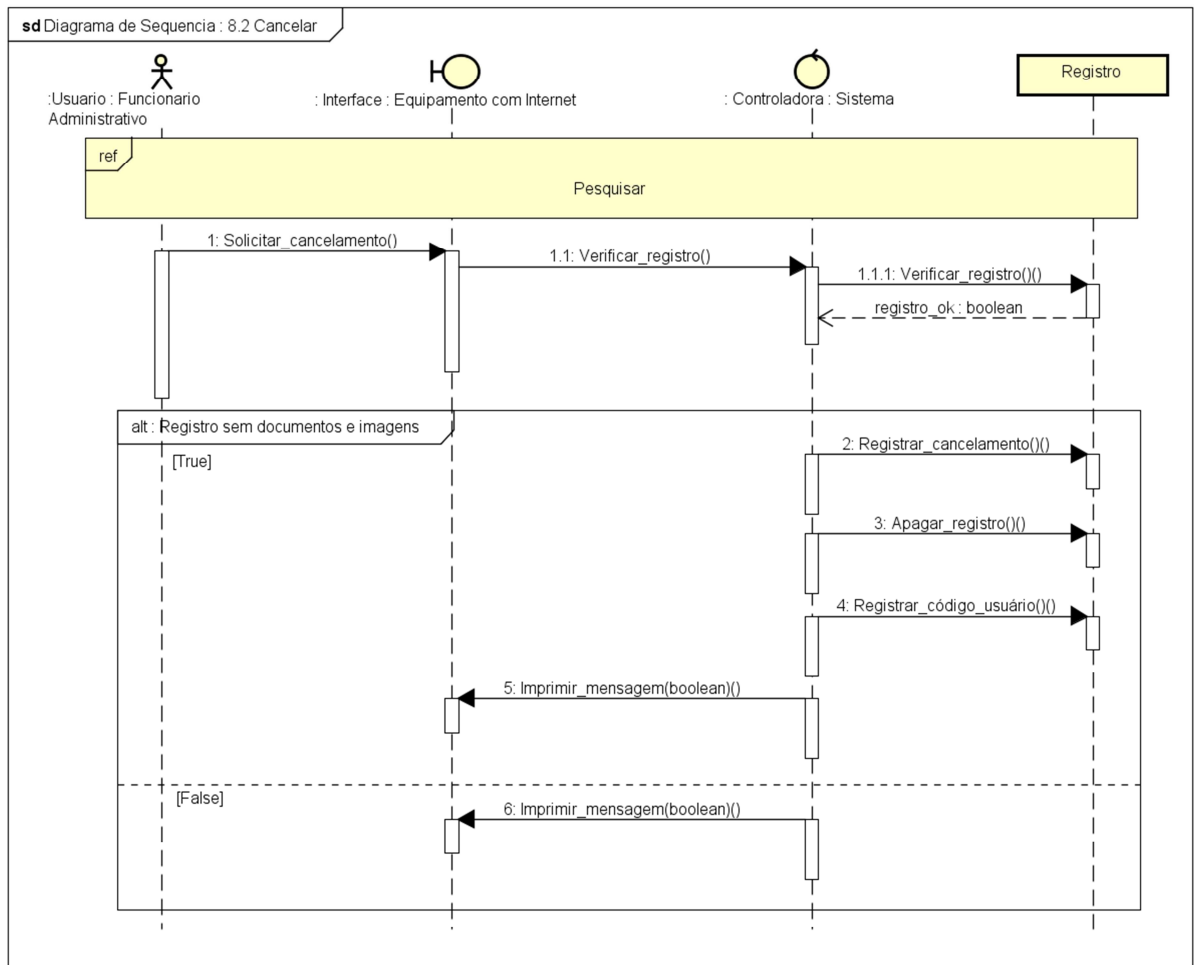 sd Diagrama de Sequencia : 8.2 Cancelar
:Usuario : Funcionario
Administrativo
: Interface : Equipamento com Internet
: Controladora : Sistema
Registro
ref
Pesquisar
1: Solicitar_cancelamento()
1.1: Verificar_registro()
1.1.1: Verificar_registro()()
registro_ok : boolean
alt : Registro sem documentos e imagens
[True]
2: Registrar_cancelamento()()
3: Apagar_registro()()
4: Registrar_código_usuário()()
5: Imprimir_mensagem(boolean)()
[False]
6: Imprimir_mensagem(boolean)()